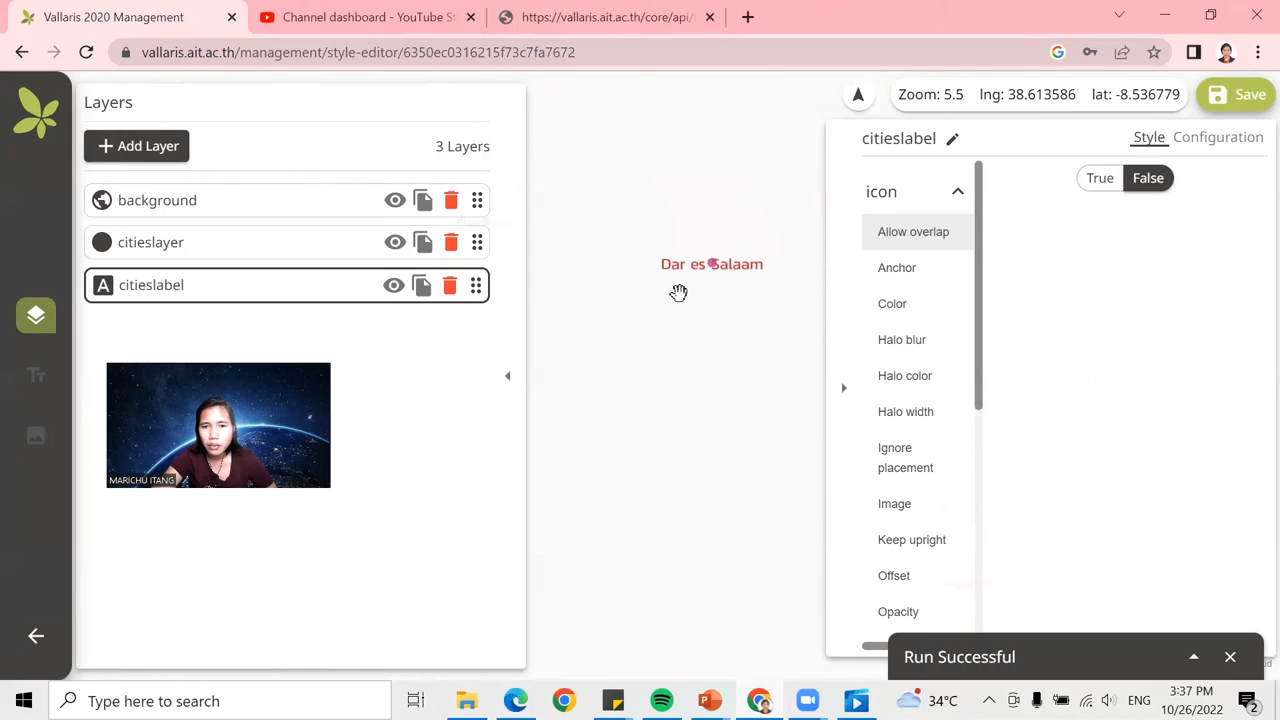 Vallaris 2020 Management
Channel dashboard - YouTube St
https://vallaris.ait.ac.th/core/api/
vallaris.ait.ac.th/management/style-editor/6350ec0316215f73c7fa7672
Layers
Zoom: 5.5 lng: 38.613586 lat: -8.536779
Save
Add Layer
3 Layers
citieslabel
Style
Configuration
background
icon
True
False
citieslayer
Allow overlap
Dar es Salaam
Anchor
A citieslabel
Color
Halo blur
Tт
Halo color
Halo width
Ignore
placement
MARICHU ITANG
Image
Keep upright
Offset
Opacity
Run Successful
Type here to search
34°C
ENG
3:37 PM
10/26/2022
2